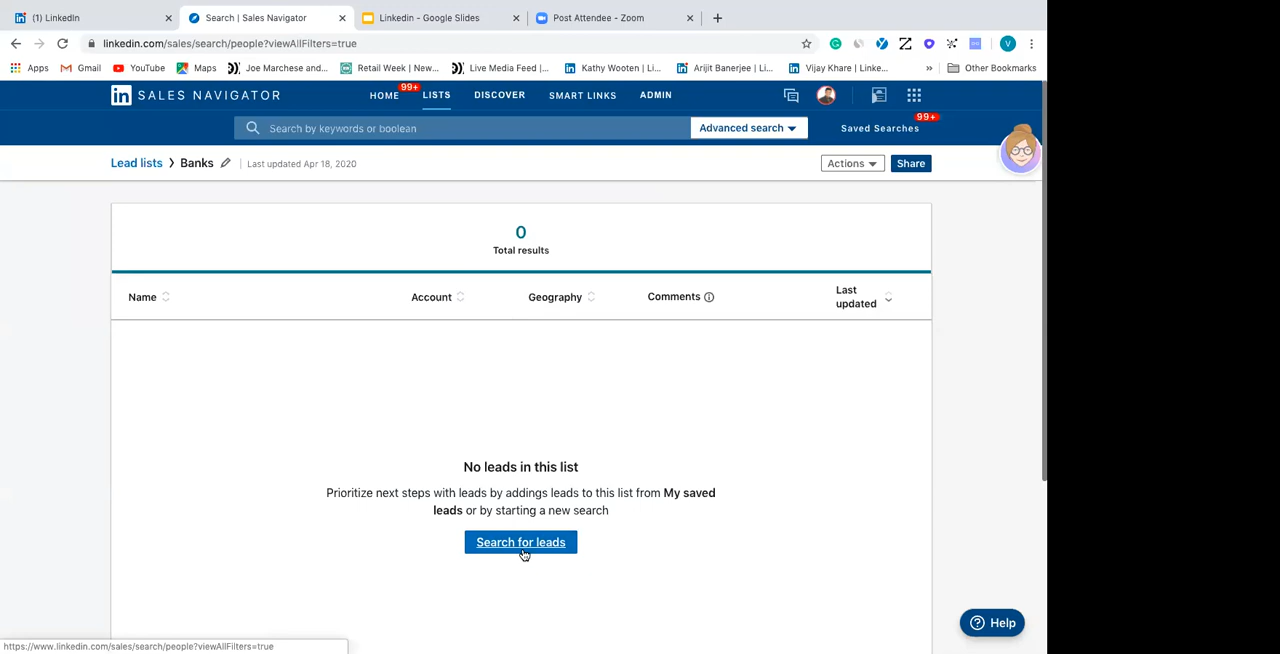 (1) LinkedIn
Search | Sales Navigator
Linkedin - Google Slides
Post Attendee - Zoom
linkedin.com/sales/search/people?viewAllFilters=true
V
Apps
Gmail
YouTube
Maps
Joe Marchese and...
Retail Week | New...
Live Media Feed |...
Kathy Wooten | Li...
Arijit Banerjee | Li...
Vijay Khare | Linke...
»
Other Bookmarks
in SALES NAVIGATOR
HOME
99+
LISTS
DISCOVER
SMART LINKS
ADMIN
Search by keywords or boolean
Advanced search
Saved Searches
99+
Lead lists > Banks
Last updated Apr 18, 2020
Actions
Share
0
Total results
Name
Account
Geography
Comments
Last
updated
No leads in this list
Prioritize next steps with leads by addings leads to this list from My saved
leads or by starting a new search
Search for leads
Help
https://www.linkedin.com/sales/search/people?viewAllFilters=true